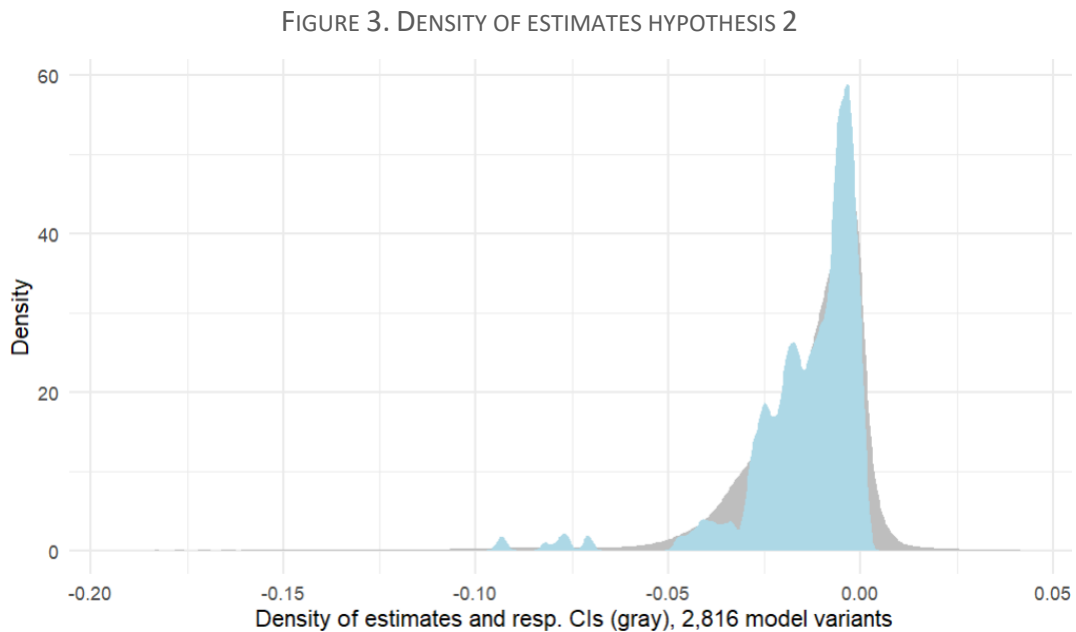 FIGURE 3. DENSITY OF ESTIMATES HYPOTHESIS 2
60
40
20
0
Density
-0.20 -0.15 -0.10 -0.05 0.00 0.05
Density of estimates and resp. CIs (gray), 2,816 model variants